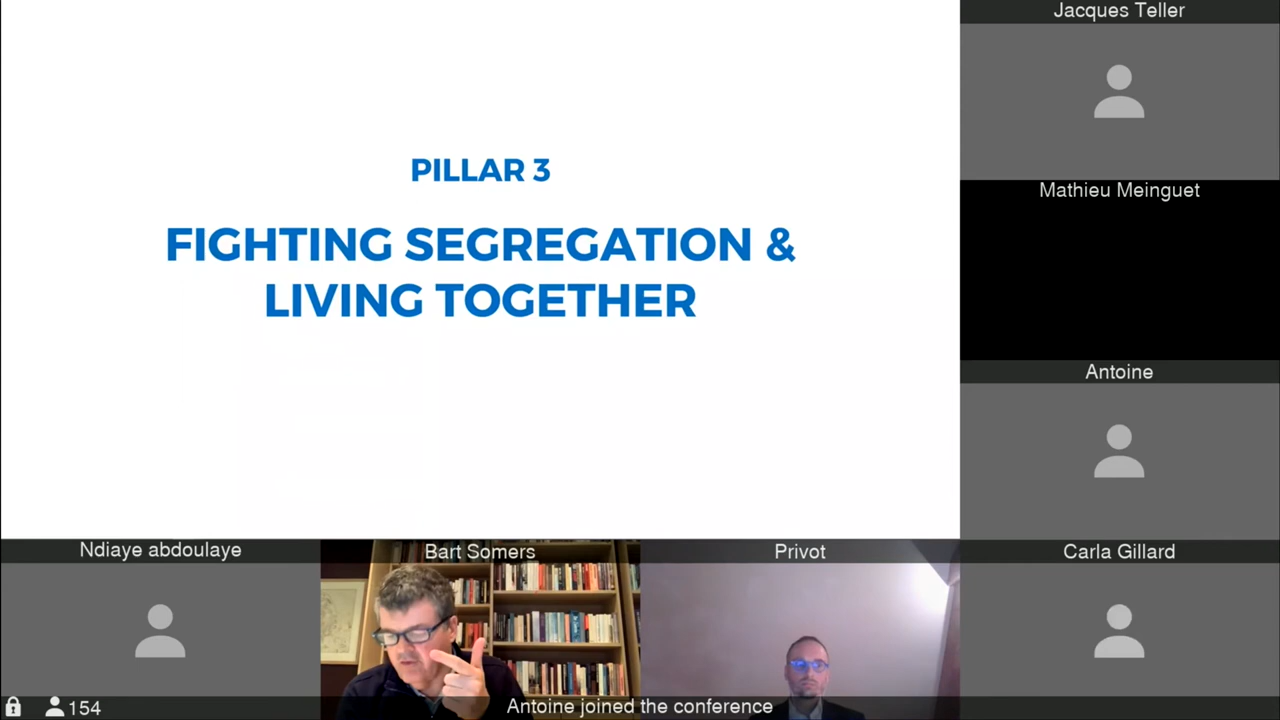 PILLAR 3
FIGHTING SEGREGATION &
LIVING TOGETHER
Jacques Teller
Mathieu Meinguet
Antoine
Ndiaye abdoulaye
Bart Somers
Privot
Carla Gillard
154
Antoine joined the conference